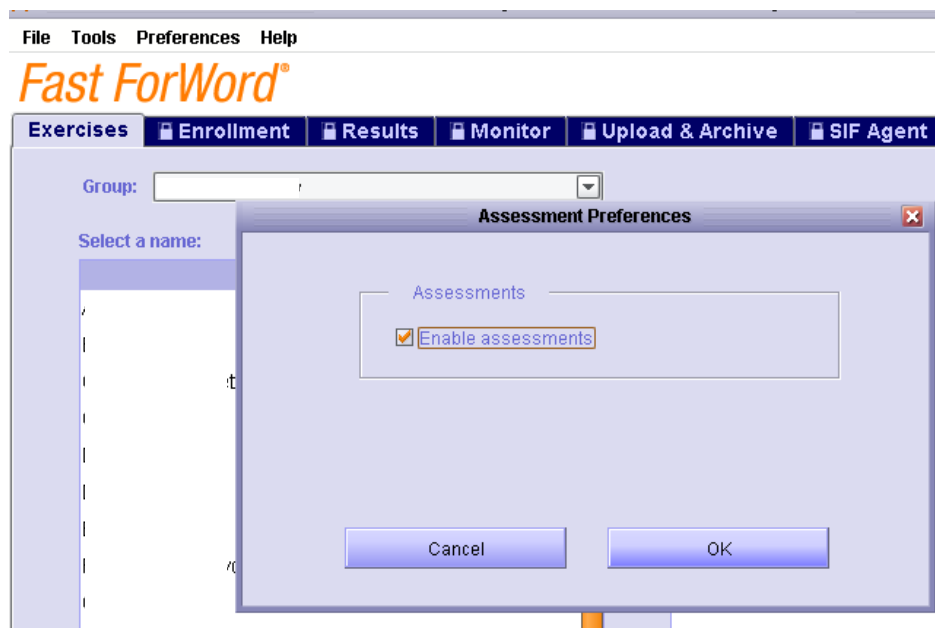 File Tools Preferences Help
Fast ForWord®
Exercises Enrollment Results Monitor Upload & Archive SIF Agent
Group:
Assessment Preferences
Select a name:
Assessments
Enable assessments
Cancel OK